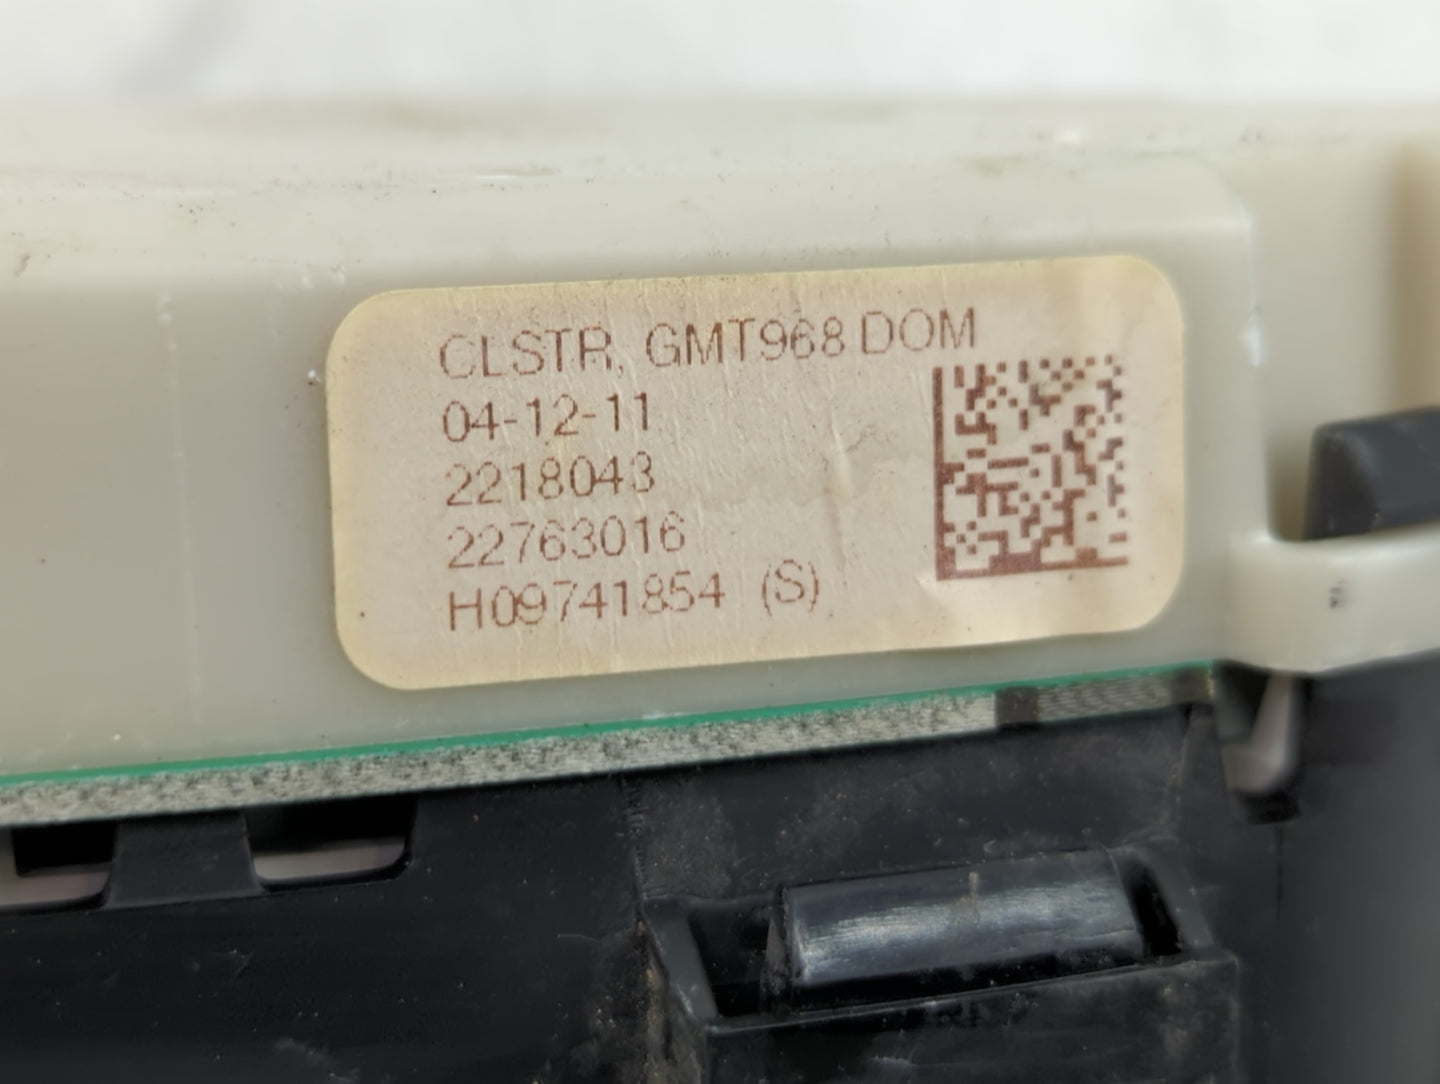 CLSTR, GMT968 DOM
04-12-11
2218043
22763016
H09741854 (S)